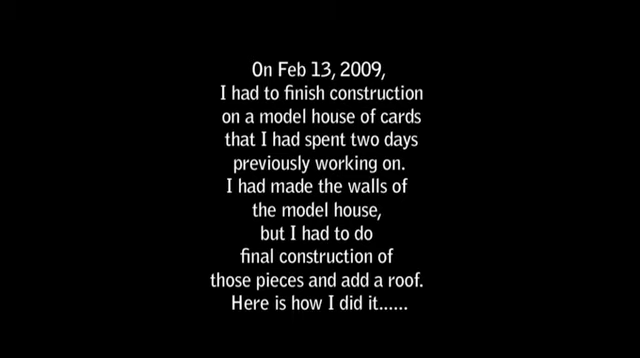 On Feb 13, 2009,
I had to finish construction
on a model house of cards
that I had spent two days
previously working on.
I had made the walls of
the model house,
but I had to do
final construction of
those pieces and add a roof.
Here is how I did it......